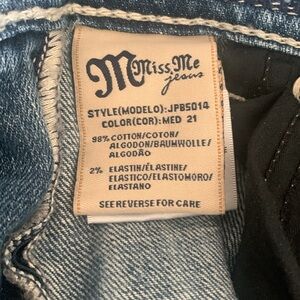 M Miss Me
jeans
STYLE(MODELO):JPB5014
COLOR(COR):MED 21
98% COTTON/COTON/
ALGODON/BAUMWOLLE/
ALGODÃO
2% ELASTIN/ÉLASTINE/
ELASTICO/ELASTOMORO/
ELASTANO
SEE REVERSE FOR CARE